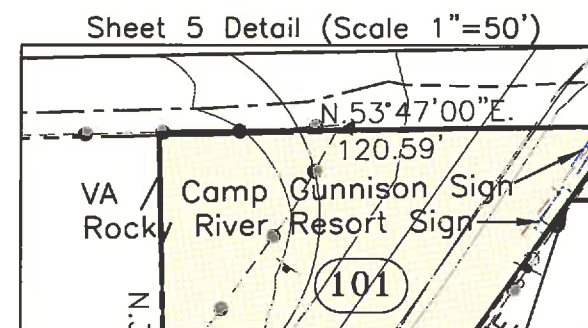 Sheet 5 Detail (Scale 1"=50')
N.53°47'00"E.
120.59'
VA
Camp Gunnison Sign
Rocky River Resort Sign
101
N.